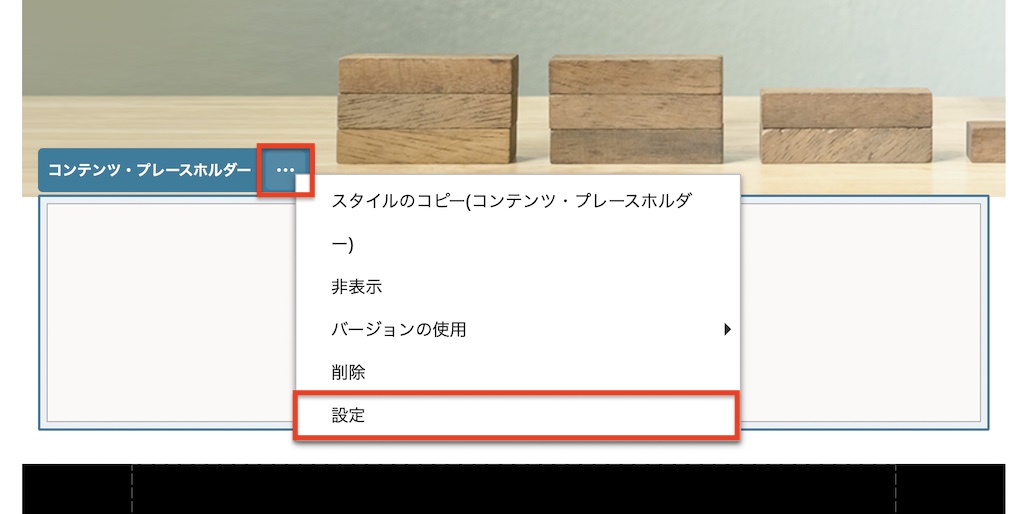 コンテンツ・プレースホルダー ...
スタイルのコピー(コンテンツ・プレースホルダ
ー)
非表示
バージョンの使用
削除
設定